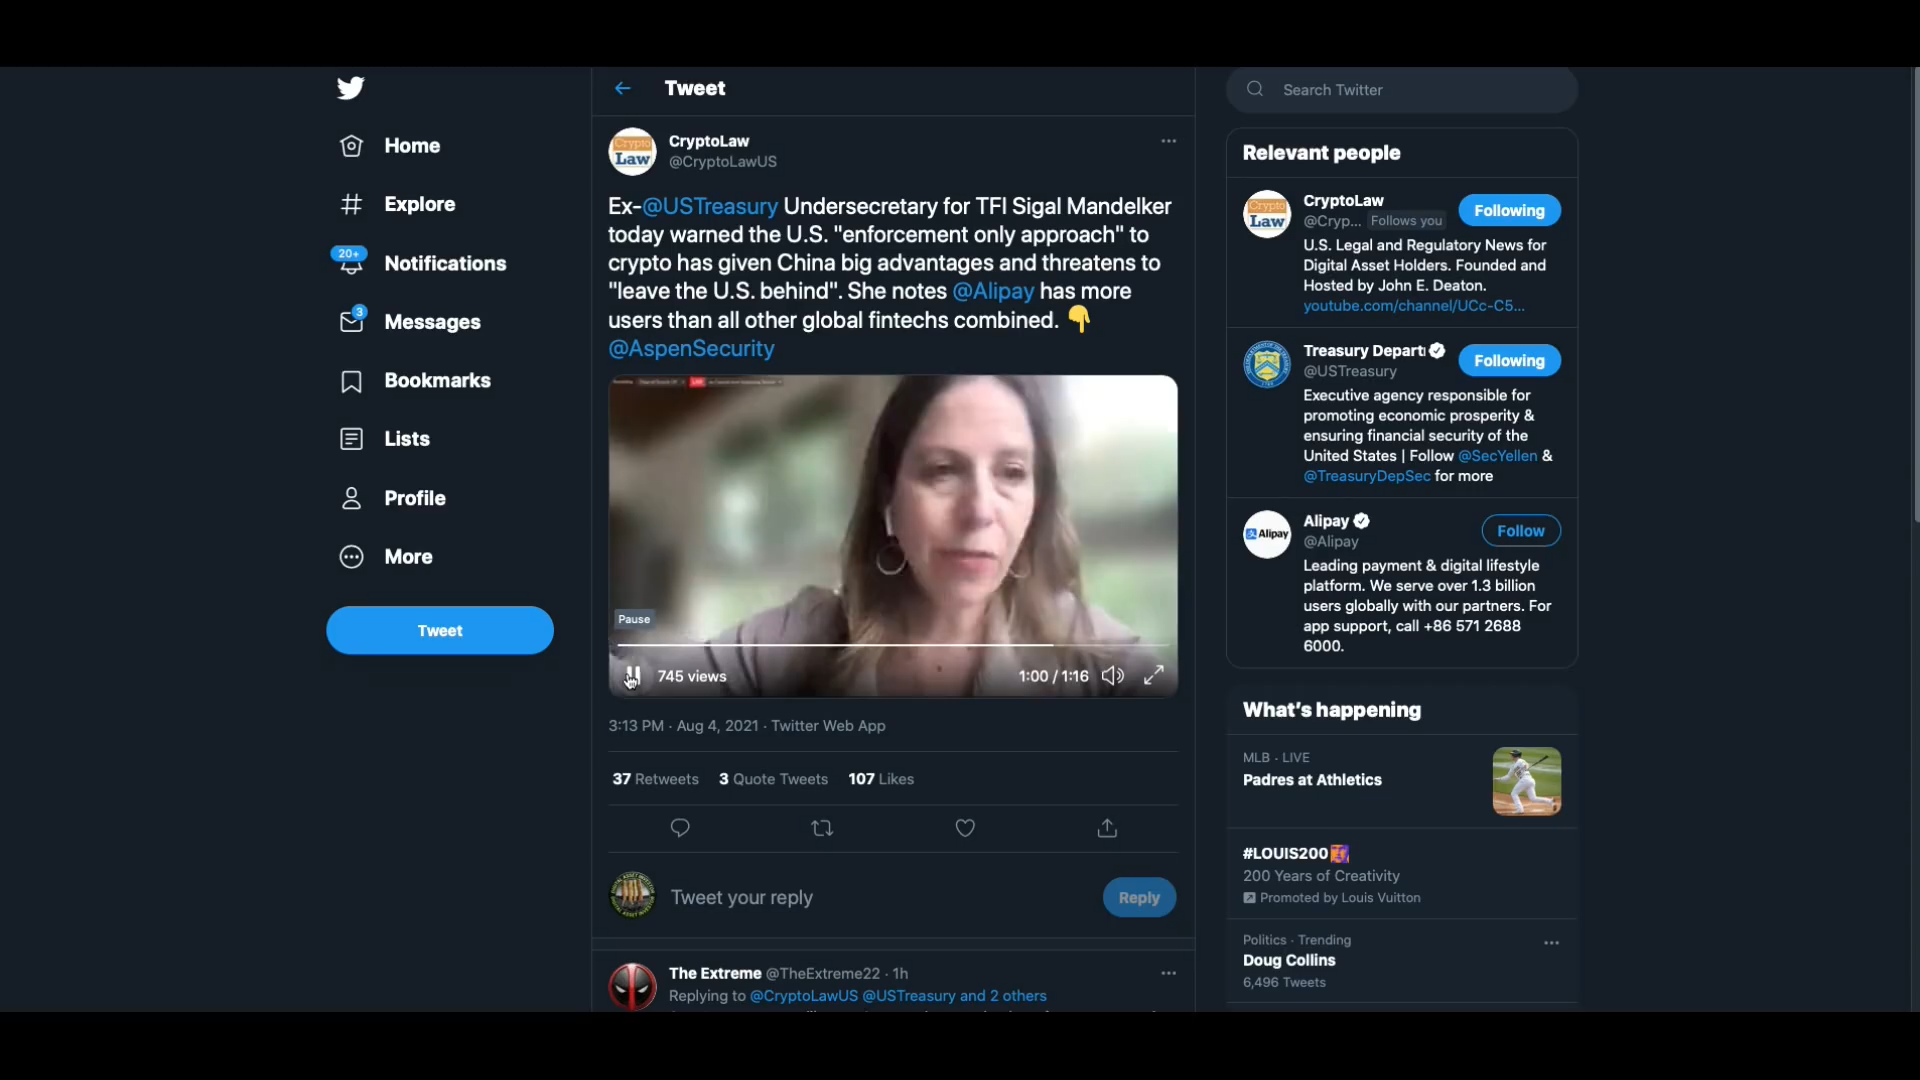 Tweet
Search Twitter
Home
Explore
20+
Notifications
3
Messages
Bookmarks
Lists
Profile
More
Tweet
Crypto
Law
CryptoLaw
@CryptoLawUS
Ex-@USTreasury Undersecretary for TFI Sigal Mandelker
today warned the U.S. "enforcement only approach" to
crypto has given China big advantages and threatens to
"leave the U.S. behind". She notes @Alipay has more
users than all other global fintechs combined.
@AspenSecurity
Pause
745 views
1:00 / 1:16
3:13 PM · Aug 4, 2021 · Twitter Web App
37 Retweets 3 Quote Tweets 107 Likes
Tweet your reply
Reply
The Extreme @TheExtreme22 · 1h
Replying to @CryptoLawUS @USTreasury and 2 others
Relevant people
Crypto
Law
CryptoLaw
@Cryp... Follows you
Following
U.S. Legal and Regulatory News for
Digital Asset Holders. Founded and
Hosted by John E. Deaton.
youtube.com/channel/UCc-C5...
Treasury Depart
@USTreasury
Following
Executive agency responsible for
promoting economic prosperity &
ensuring financial security of the
United States | Follow @SecYellen &
@TreasuryDepSec for more
Alipay
Alipay
@Alipay
Follow
Leading payment & digital lifestyle
platform. We serve over 1.3 billion
users globally with our partners. For
app support, call +86 571 2688
6000.
What's happening
MLB · LIVE
Padres at Athletics
#LOUIS200
200 Years of Creativity
Promoted by Louis Vuitton
Politics · Trending
Doug Collins
6,496 Tweets